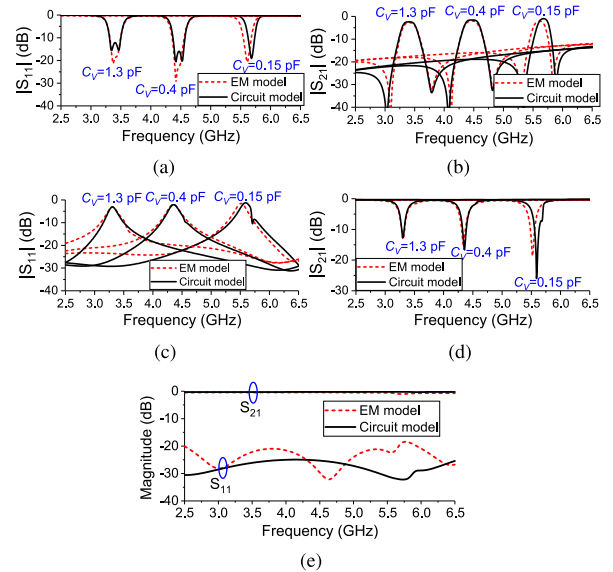 |S11| (dB)
0
-10
-20
-30
-40
CV=1.3 pF
CV=0.4 pF
CV=0.15 pF
EM model
Circuit model
2.5 3.0 3.5 4.0 4.5 5.0 5.5 6.0 6.5
Frequency (GHz)
(a)
|S21| (dB)
0
-10
-20
-30
-40
CV=1.3 pF
CV=0.4 pF
CV=0.15 pF
EM model
Circuit model
2.5 3.0 3.5 4.0 4.5 5.0 5.5 6.0 6.5
Frequency (GHz)
(b)
|S11| (dB)
0
-10
-20
-30
-40
CV=1.3 pF
CV=0.4 pF
CV=0.15 pF
EM model
Circuit model
2.5 3.0 3.5 4.0 4.5 5.0 5.5 6.0 6.5
Frequency (GHz)
(c)
|S21| (dB)
0
-10
-20
-30
CV=1.3 pF
CV=0.4 pF
CV=0.15 pF
EM model
Circuit model
2.5 3.0 3.5 4.0 4.5 5.0 5.5 6.0 6.5
Frequency (GHz)
(d)
Magnitude (dB)
0
-10
-20
-30
-40
S21
S11
EM model
Circuit model
2.5 3.0 3.5 4.0 4.5 5.0 5.5 6.0 6.5
Frequency (GHz)
(e)